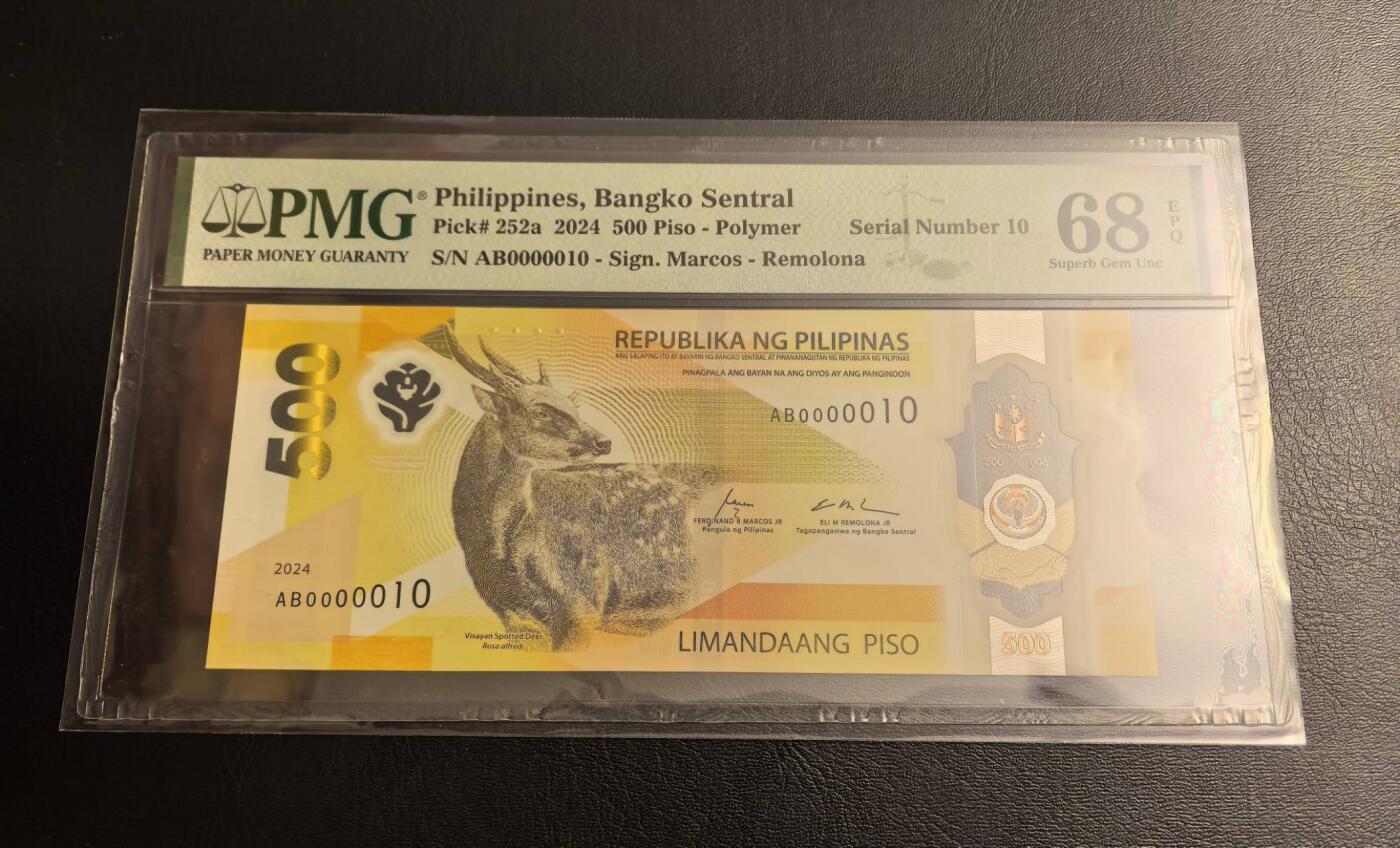 PMG®
PAPER MONEY GUARANTY
Philippines, Bangko Sentral
Pick# 252a 2024 500 Piso - Polymer
S/N AB0000010 - Sign. Marcos - Remolona
Serial Number 10
68
EPQ
Superb Gem Unc
500
REPUBLIKA NG PILIPINAS
ANG SALAPING ITO AY BAYARIN NG BANGKO SENTRAL AT PINANANAGUTAN NG REPUBLIKA NG PILIPINAS
PINAGPALA ANG BAYAN NA ANG DIYOS AY ANG PANGINOON
AB0000010
FERDINAND R MARCOS JR
Pangulo ng Pilipinas
ELI M REMOLONA JR
Tagapangasiwa ng Bangko Sentral
500
2024
AB0000010
Visayan Spotted Deer
Rusa alfredi
LIMANDAANG PISO
500